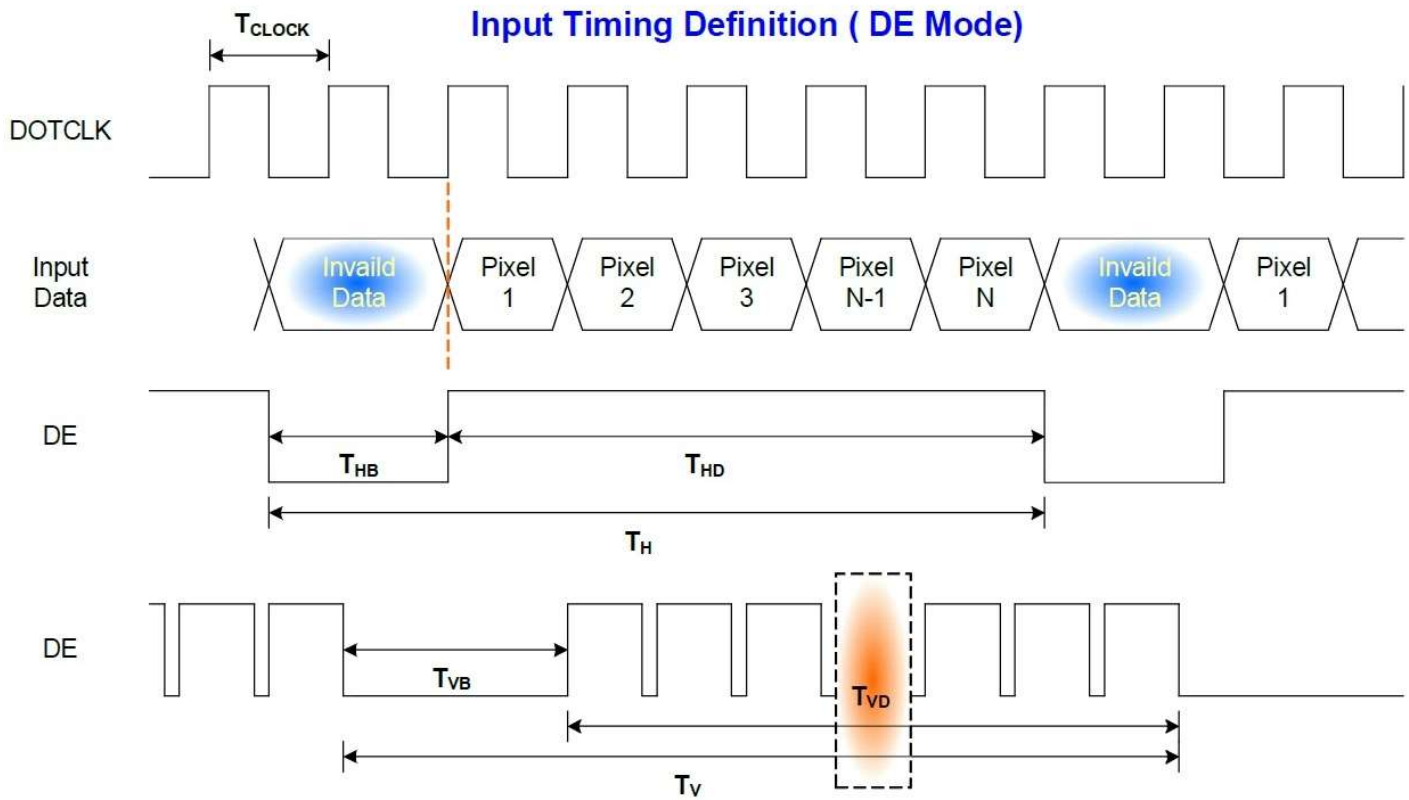 Input Timing Definition ( DE Mode)
TCLOCK
DOTCLK
Input
Data
Invaild
Data
Pixel
1
Pixel
2
Pixel
3
Pixel
N-1
Pixel
N
Invaild
Data
Pixel
1
DE
THB
THD
TH
DE
TVB
TVD
TV